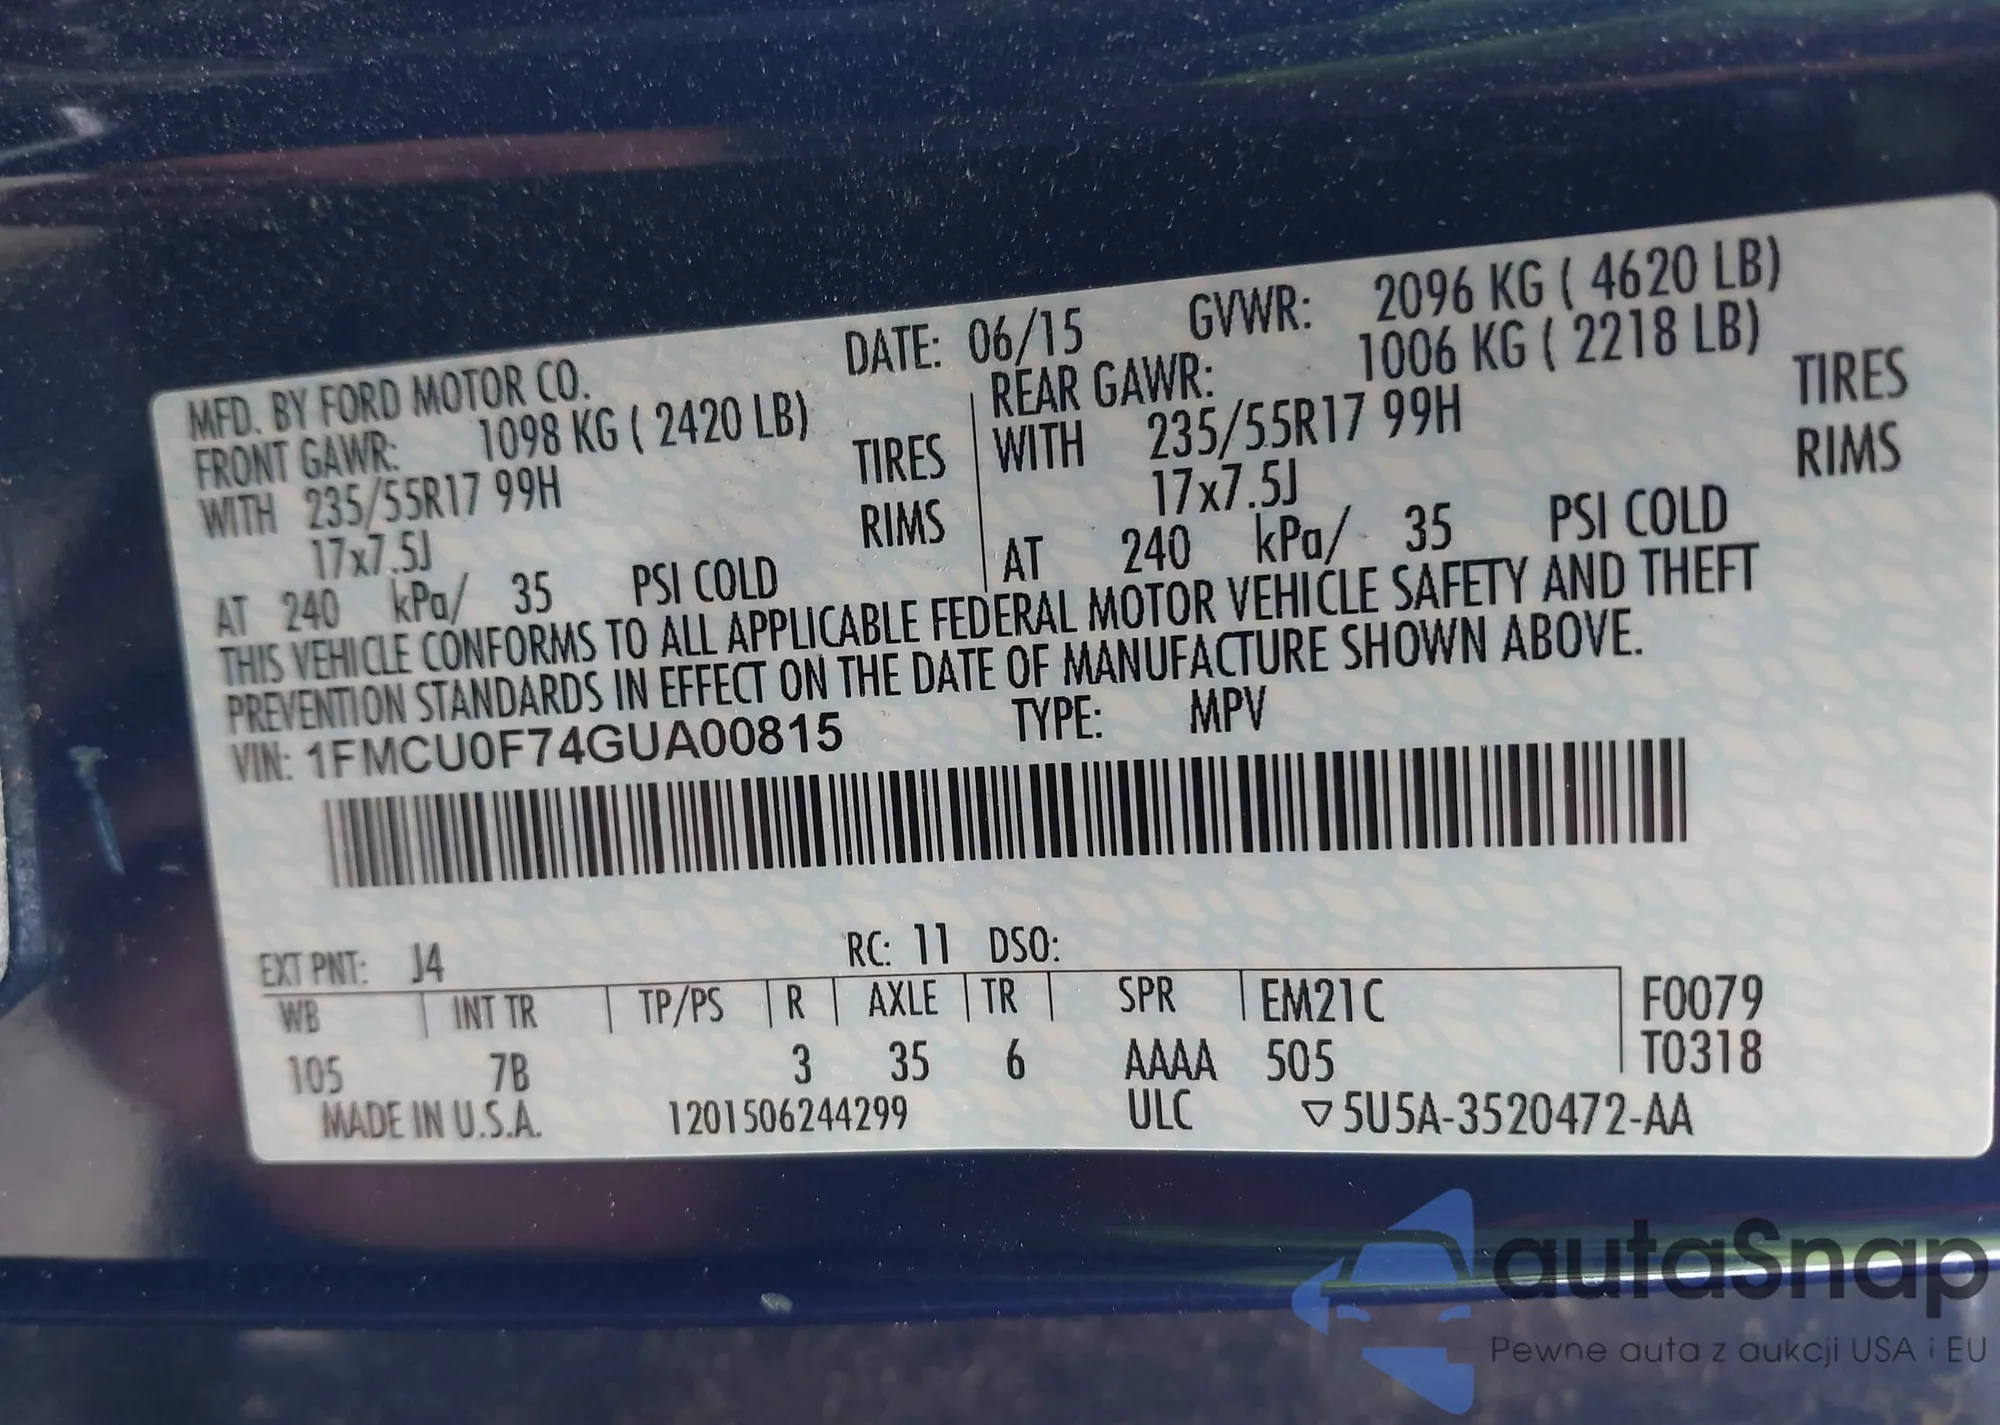 MFD. BY FORD MOTOR CO. DATE: 06/15 GVWR: 2096 KG ( 4620 LB)
FRONT GAWR: 1098 KG ( 2420 LB) REAR GAWR: 1006 KG ( 2218 LB)
WITH 235/55R17 99H TIRES WITH 235/55R17 99H TIRES
17x7.5J RIMS 17x7.5J RIMS
AT 240 kPa/ 35 PSI COLD AT 240 kPa/ 35 PSI COLD
THIS VEHICLE CONFORMS TO ALL APPLICABLE FEDERAL MOTOR VEHICLE SAFETY AND THEFT
PREVENTION STANDARDS IN EFFECT ON THE DATE OF MANUFACTURE SHOWN ABOVE.
VIN: 1FMCU0F74GUA00815 TYPE: MPV
EXT PNT: J4 RC: 11 DSO:
WB INT TR TP/PS R AXLE TR SPR EM21C F0079
105 7B 3 35 6 AAAA 505 T0318
MADE IN U.S.A. 1201506244299 ULC ▽5U5A-3520472-AA
autaSnap
Pewne auta z aukcji USA i EU